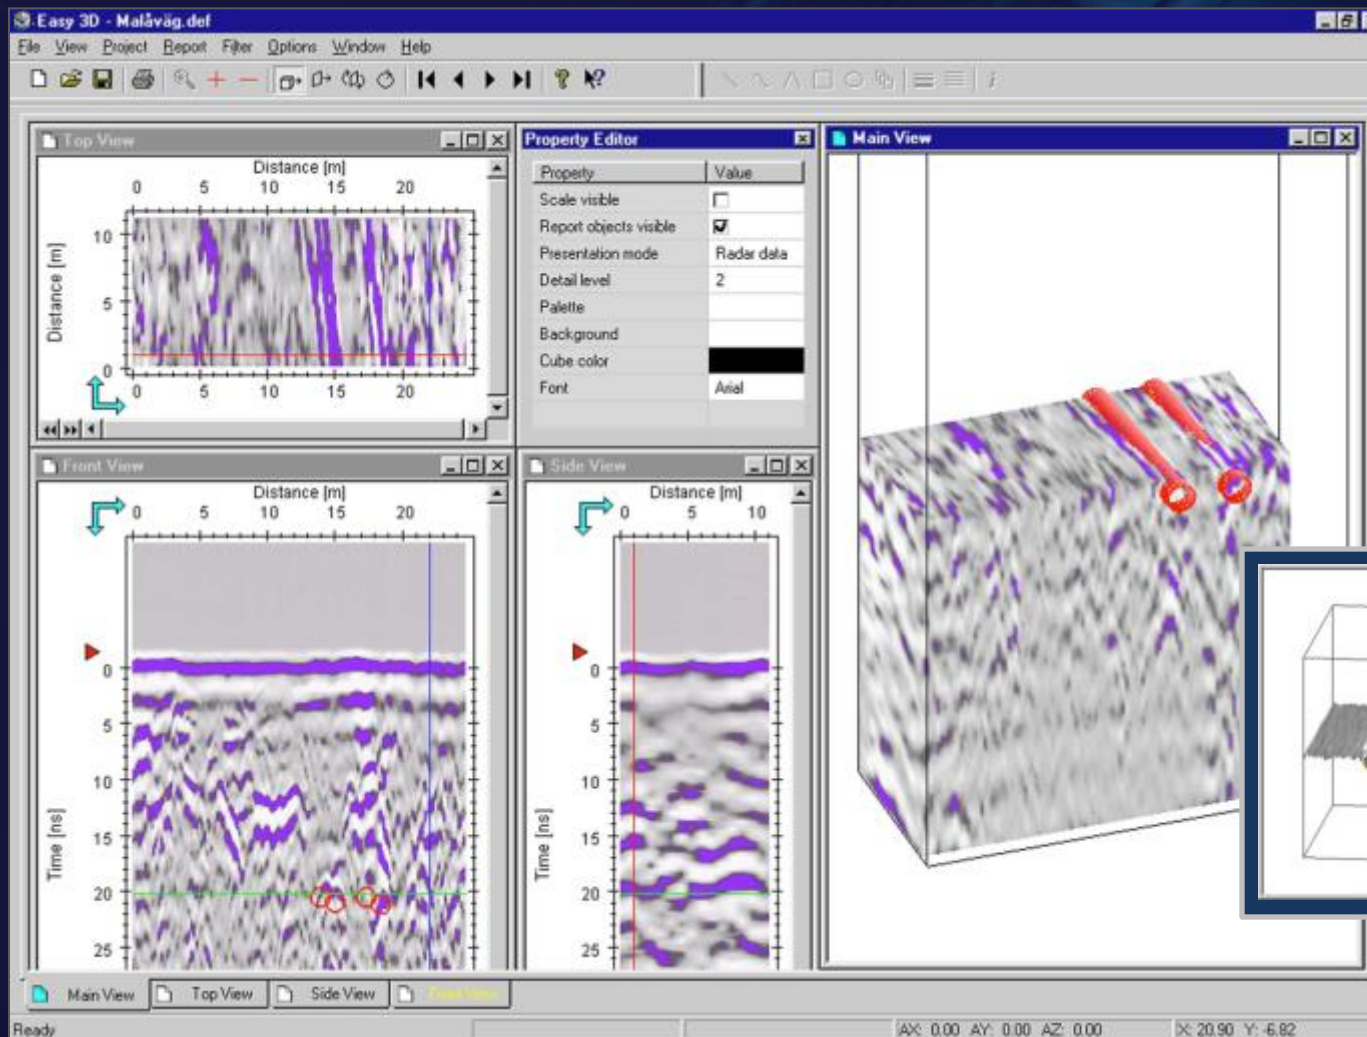 Easy 3D - Malåväg.def
File View Project Report Filter Options Window Help
Top View
Distance [m]
0 5 10 15 20
10
5
0
Distance [m]
0 5 10 15 20
Property Editor
Property Value
Scale visible
Report objects visible
Presentation mode Radar data
Detail level 2
Palette
Background
Cube color
Font Arial
Main View
Front View
Distance [m]
0 5 10 15 20
0
5
10
15
20
25
Time [ns]
Side View
Distance [m]
0 5 10
0
5
10
15
20
25
Time [ns]
Main View Top View Side View Front View
Ready AX: 0.00 AY: 0.00 AZ: 0.00 X: 20.90 Y: -6.82